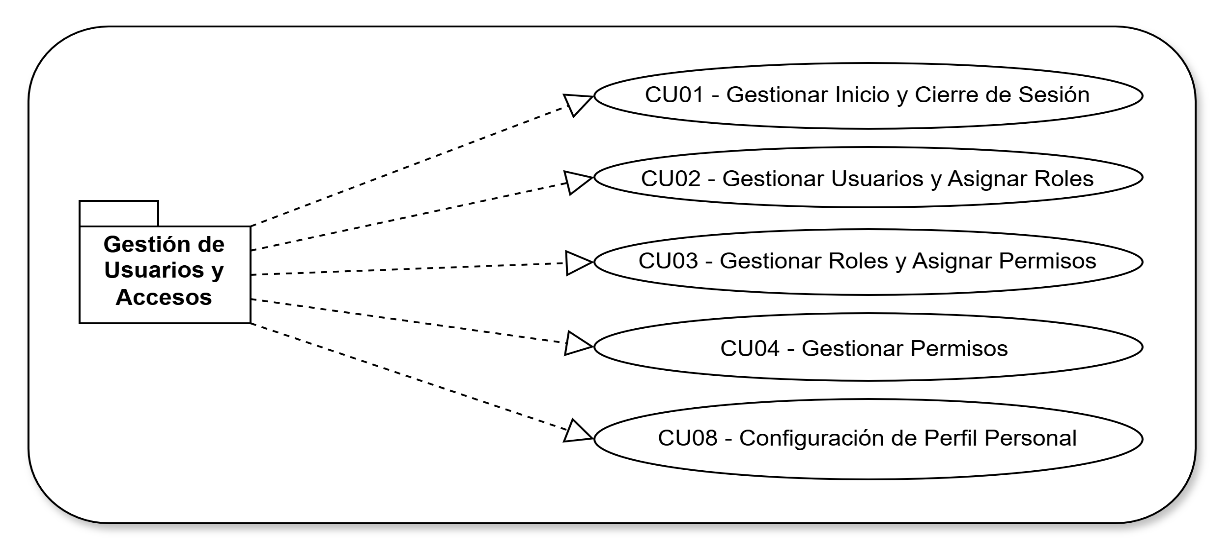 Gestión de
Usuarios y
Accesos
CU01 - Gestionar Inicio y Cierre de Sesión
CU02 - Gestionar Usuarios y Asignar Roles
CU03 - Gestionar Roles y Asignar Permisos
CU04 - Gestionar Permisos
CU08 - Configuración de Perfil Personal